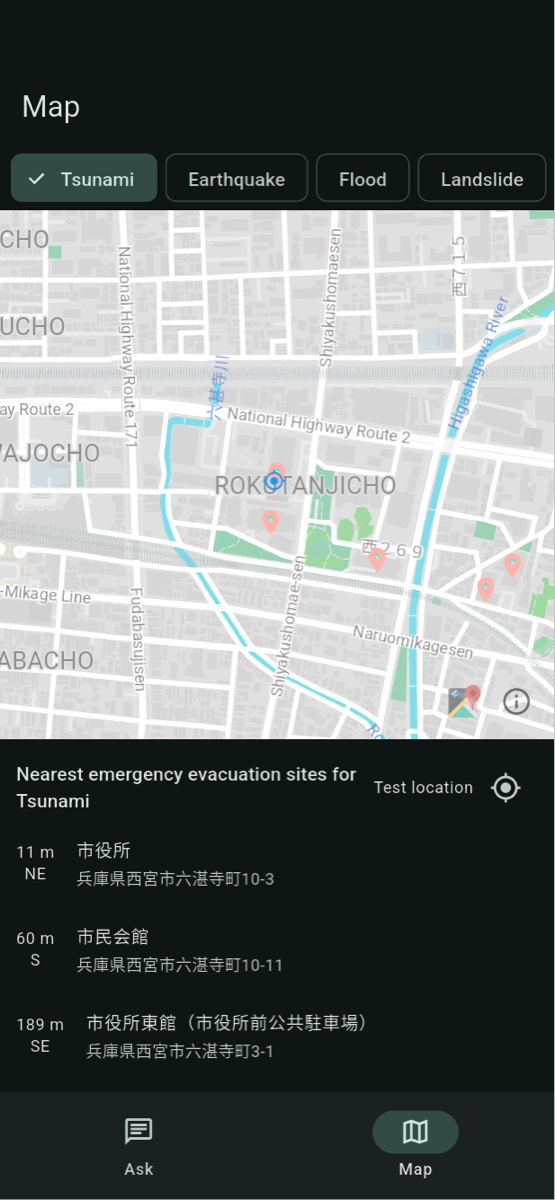 Map
Tsunami
Earthquake
Flood
Landslide
CHO
National Highway Route 171
Shiyakushomaesen
西715
UCHO
Higashigawa River
六甚寺川
ay Route 2
National Highway Route 2
AJOCHO
ROKUTANJICHO
西269
-Mikage Line
Fudabasujisen
Shiyakushomae-sen
Naruomikagesen
ABACHO
Nearest emergency evacuation sites for
Tsunami
Test location
11 m
NE
市役所
兵庫県西宮市六湛寺町10-3
60 m
S
市民会館
兵庫県西宮市六湛寺町10-11
189 m
SE
市役所東館（市役所前公共駐車場）
兵庫県西宮市六湛寺町3-1
Ask
Map